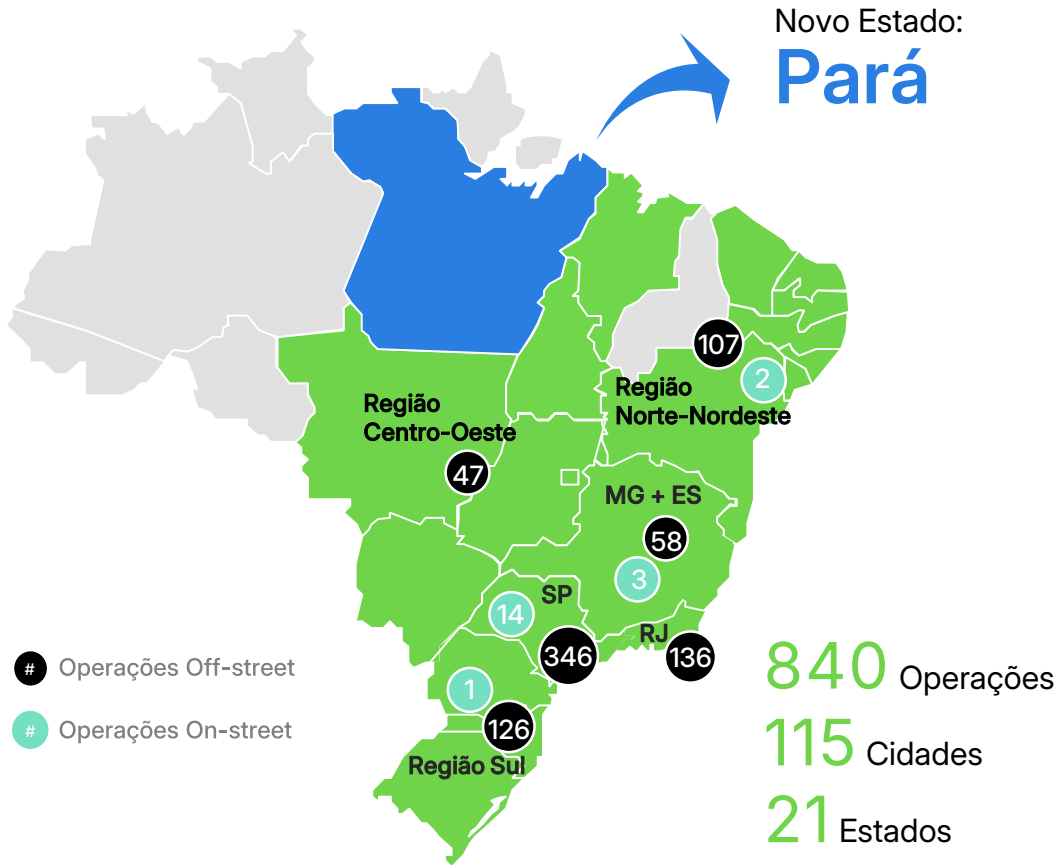 Novo Estado:
Pará
107
2
Região
Norte-Nordeste
Região
Centro-Oeste
47
MG + ES
58
3
SP
14
RJ
346
136
1
126
Região Sul
# Operações Off-street
# Operações On-street
840 Operações
115 Cidades
21 Estados